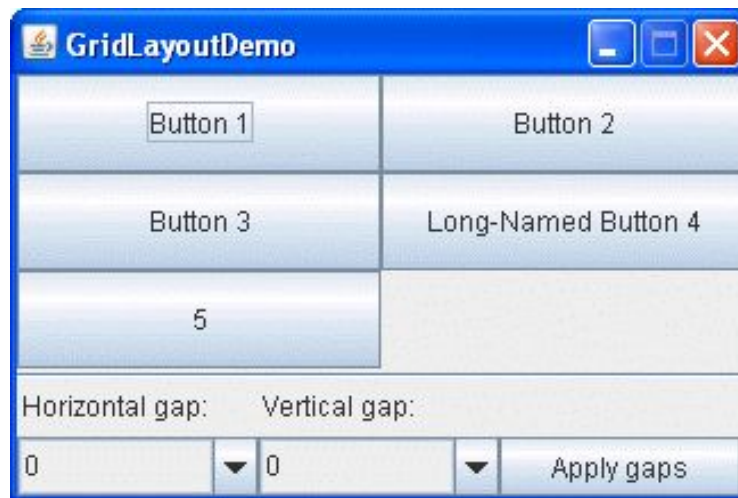 GridLayoutDemo
Button 1 Button 2
Button 3 Long-Named Button 4
5
Horizontal gap: Vertical gap:
0 0 Apply gaps